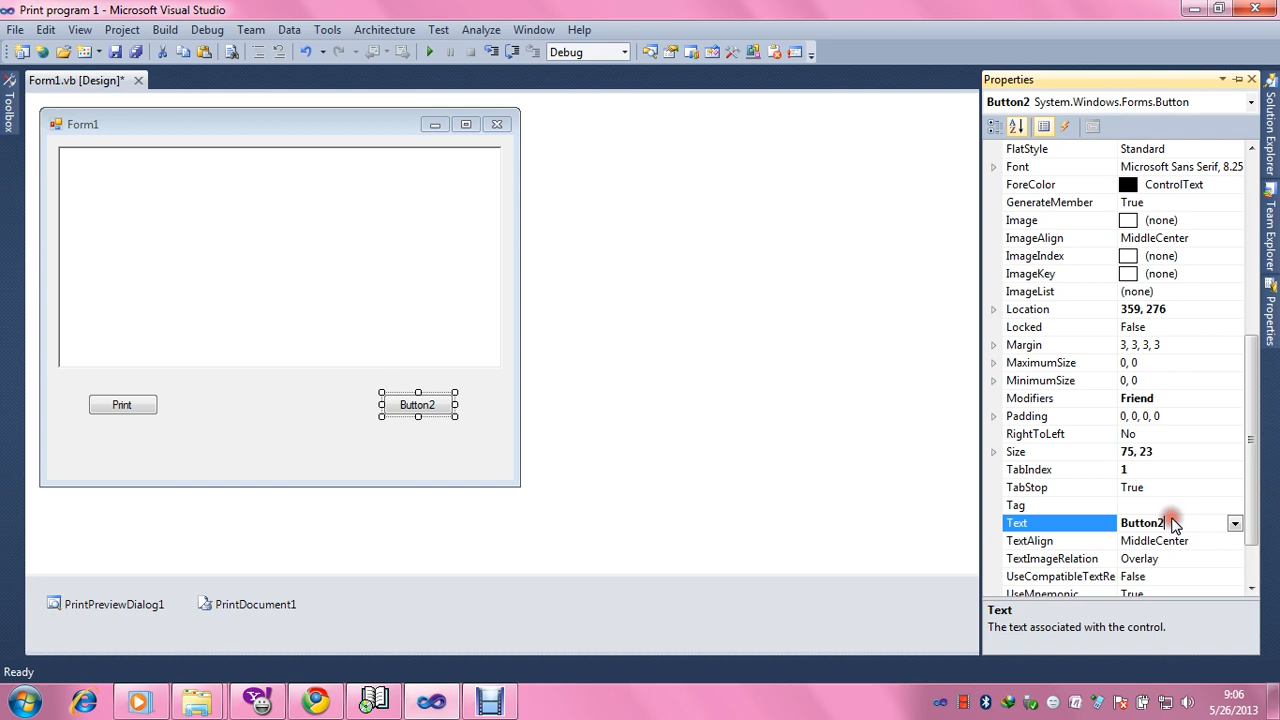 Print program 1 - Microsoft Visual Studio
File Edit View Project Build Debug Team Data Tools Architecture Test Analyze Window Help
Debug
Form1.vb [Design]*
Properties
Toolbox
Form1
Print
Button2
PrintPreviewDialog1 PrintDocument1
Button2 System.Windows.Forms.Button
FlatStyle Standard
Font Microsoft Sans Serif, 8.25
ForeColor ControlText
GenerateMember True
Image (none)
ImageAlign MiddleCenter
ImageIndex (none)
ImageKey (none)
ImageList (none)
Location 359, 276
Locked False
Margin 3, 3, 3, 3
MaximumSize 0, 0
MinimumSize 0, 0
Modifiers Friend
Padding 0, 0, 0, 0
RightToLeft No
Size 75, 23
TabIndex 1
TabStop True
Tag
Text Button2
TextAlign MiddleCenter
TextImageRelation Overlay
UseCompatibleTextRe False
UseMnemonic True
Text
The text associated with the control.
Solution Explorer
Team Explorer
Properties
Ready
9:06
5/26/2013